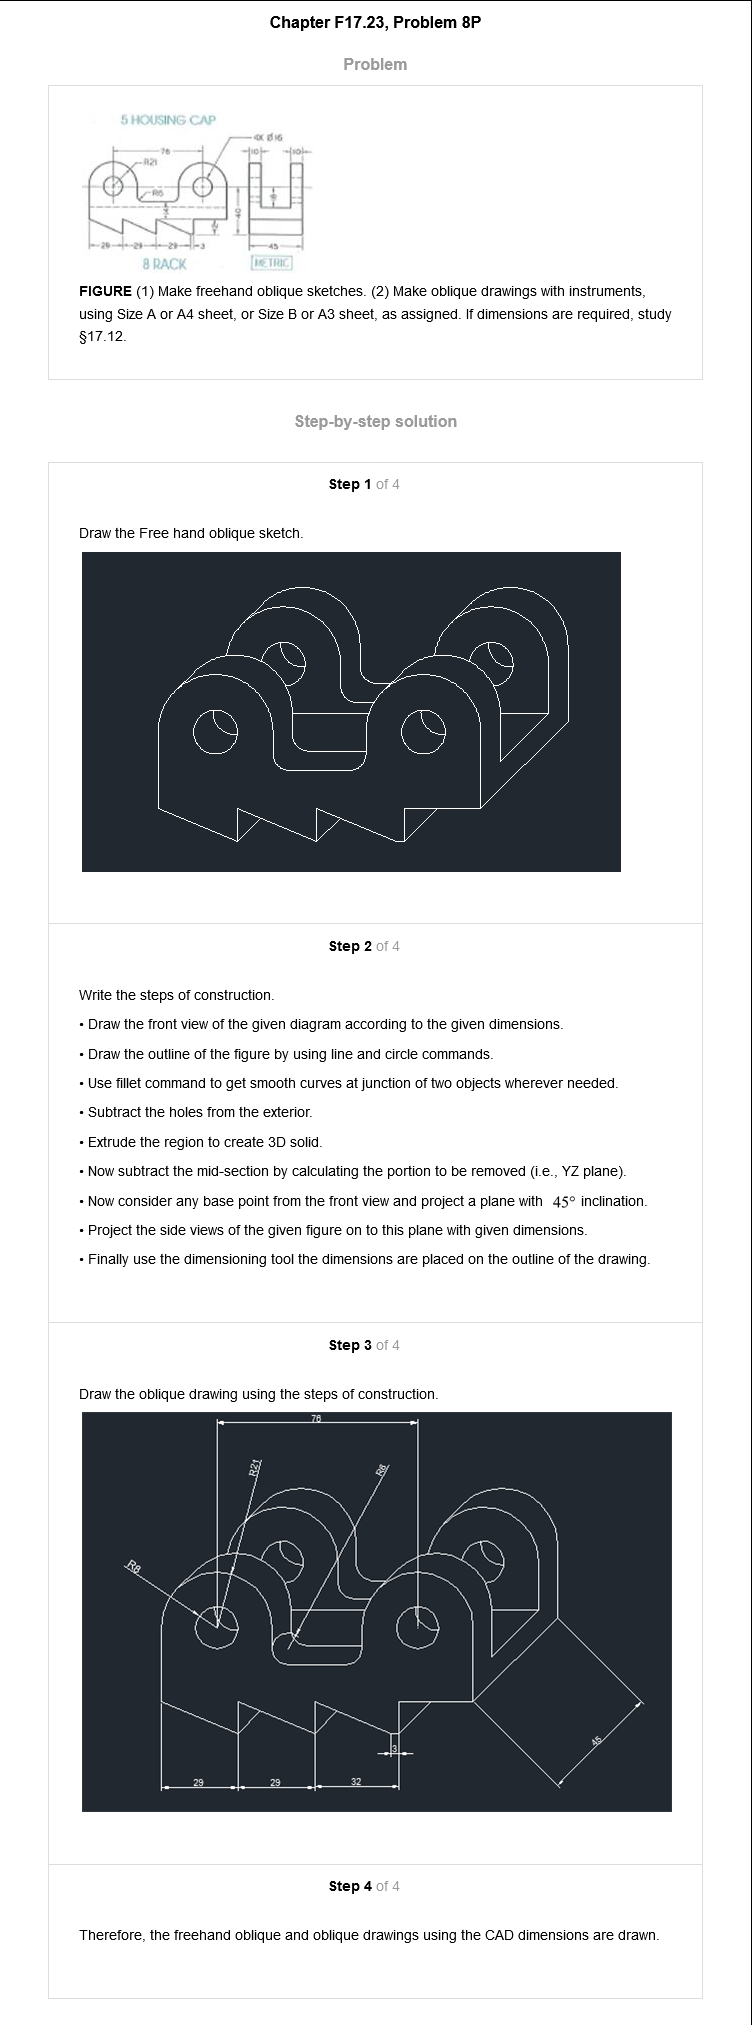 Chapter F17.23, Problem 8P
Problem
5 HOUSING CAP
4X Ø16
76
10
10
R21
R6
40
29
29
29
3
45
8 RACK
METRIC
FIGURE (1) Make freehand oblique sketches. (2) Make oblique drawings with instruments,
using Size A or A4 sheet, or Size B or A3 sheet, as assigned. If dimensions are required, study
§17.12.
Step-by-step solution
Step 1 of 4
Draw the Free hand oblique sketch.
Step 2 of 4
Write the steps of construction.
• Draw the front view of the given diagram according to the given dimensions.
• Draw the outline of the figure by using line and circle commands.
• Use fillet command to get smooth curves at junction of two objects wherever needed.
• Subtract the holes from the exterior.
• Extrude the region to create 3D solid.
• Now subtract the mid-section by calculating the portion to be removed (i.e., YZ plane).
• Now consider any base point from the front view and project a plane with 45° inclination.
• Project the side views of the given figure on to this plane with given dimensions.
• Finally use the dimensioning tool the dimensions are placed on the outline of the drawing.
Step 3 of 4
Draw the oblique drawing using the steps of construction.
76
R21
R6
R8
45
3
29
29
32
Step 4 of 4
Therefore, the freehand oblique and oblique drawings using the CAD dimensions are drawn.